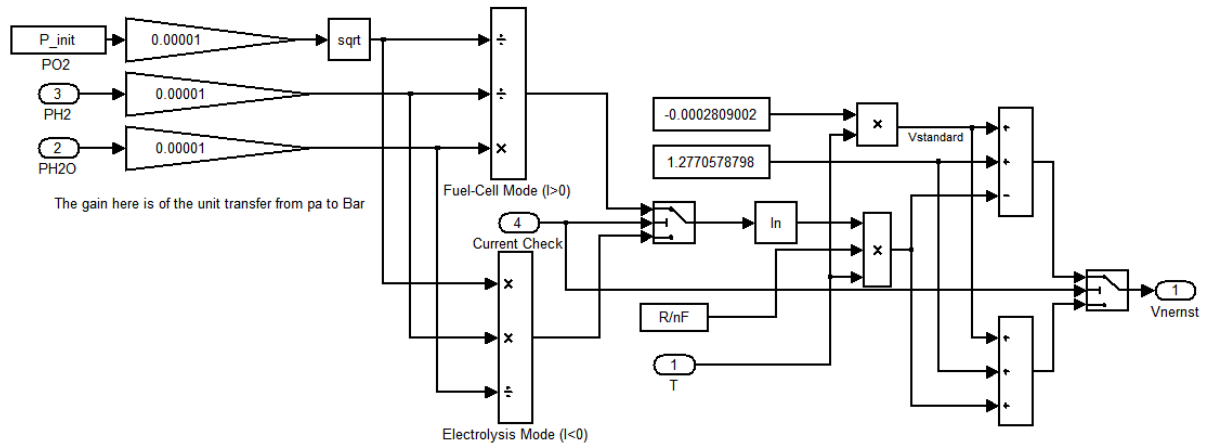 P_init
PO2
0.00001
sqrt
3
PH2
0.00001
2
PH2O
0.00001
÷
÷
×
Fuel-Cell Mode (I>0)
The gain here is of the unit transfer from pa to Bar
4
Current Check
×
×
÷
Electrolysis Mode (I<0)
-0.0002809002
1.2770578798
×
Vstandard
ln
×
R/nF
1
T
+
+
−
+
+
+
1
Vnernst